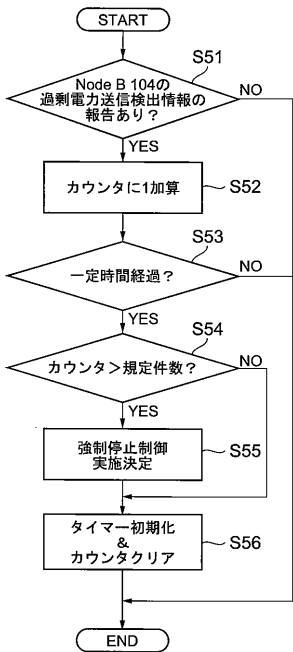 START
S51
Node B 104の
過剰電力送信検出情報の
報告あり？
NO
YES
カウンタに1加算
S52
S53
一定時間経過？
NO
YES
S54
カウンタ＞規定件数？
NO
YES
強制停止制御
実施決定
S55
タイマー初期化
&
カウンタクリア
S56
END